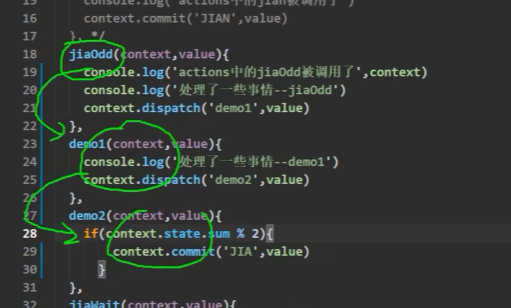 15 console.log('actions中的jian被调用了')
16 context.commit('JIAN',value)
17 }, */
18 jiaOdd(context,value){
19 console.log('actions中的jiaOdd被调用了',context)
20 console.log('处理了一些事情--jiaOdd')
21 context.dispatch('demo1',value)
22 },
23 demo1(context,value){
24 console.log('处理了一些事情--demo1')
25 context.dispatch('demo2',value)
26 },
27 demo2(context,value){
28 if(context.state.sum % 2){
29 context.commit('JIA',value)
30 }
31 },
32 jiaWait(context,value){